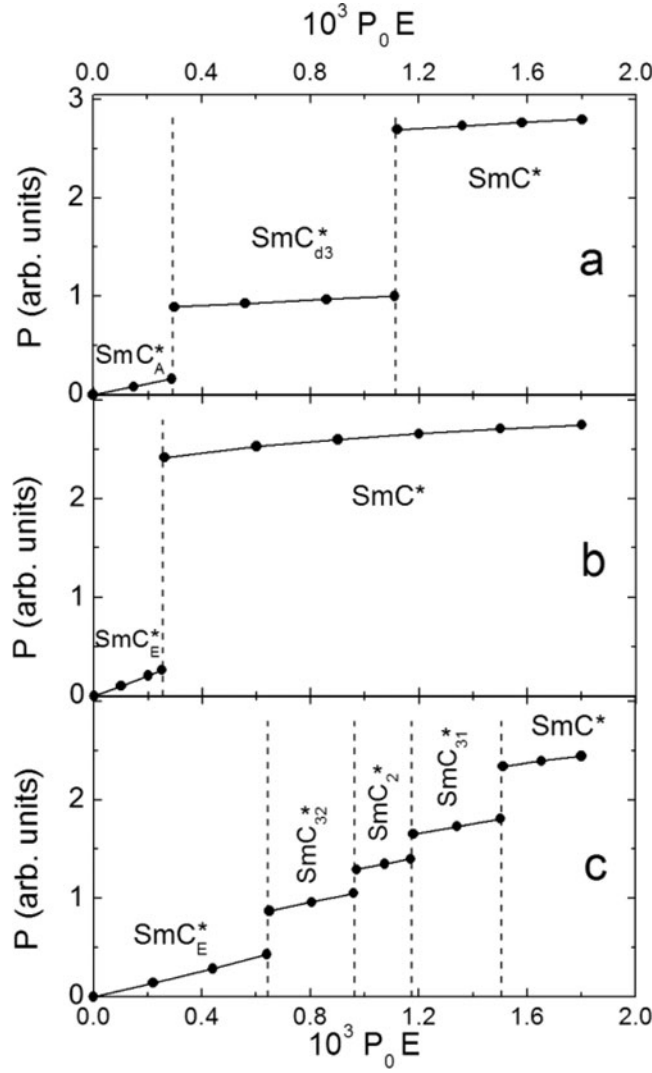 10³ P₀ E
0.0 0.4 0.8 1.2 1.6 2.0
P (arb. units)
3
2
1
0
SmC*
SmC*d3
SmC*A
a
P (arb. units)
2
1
0
SmC*
SmC*E
b
P (arb. units)
2
1
0
SmC*
SmC*31
SmC*2
SmC*32
SmC*E
c
0.0 0.4 0.8 1.2 1.6 2.0
10³ P₀ E